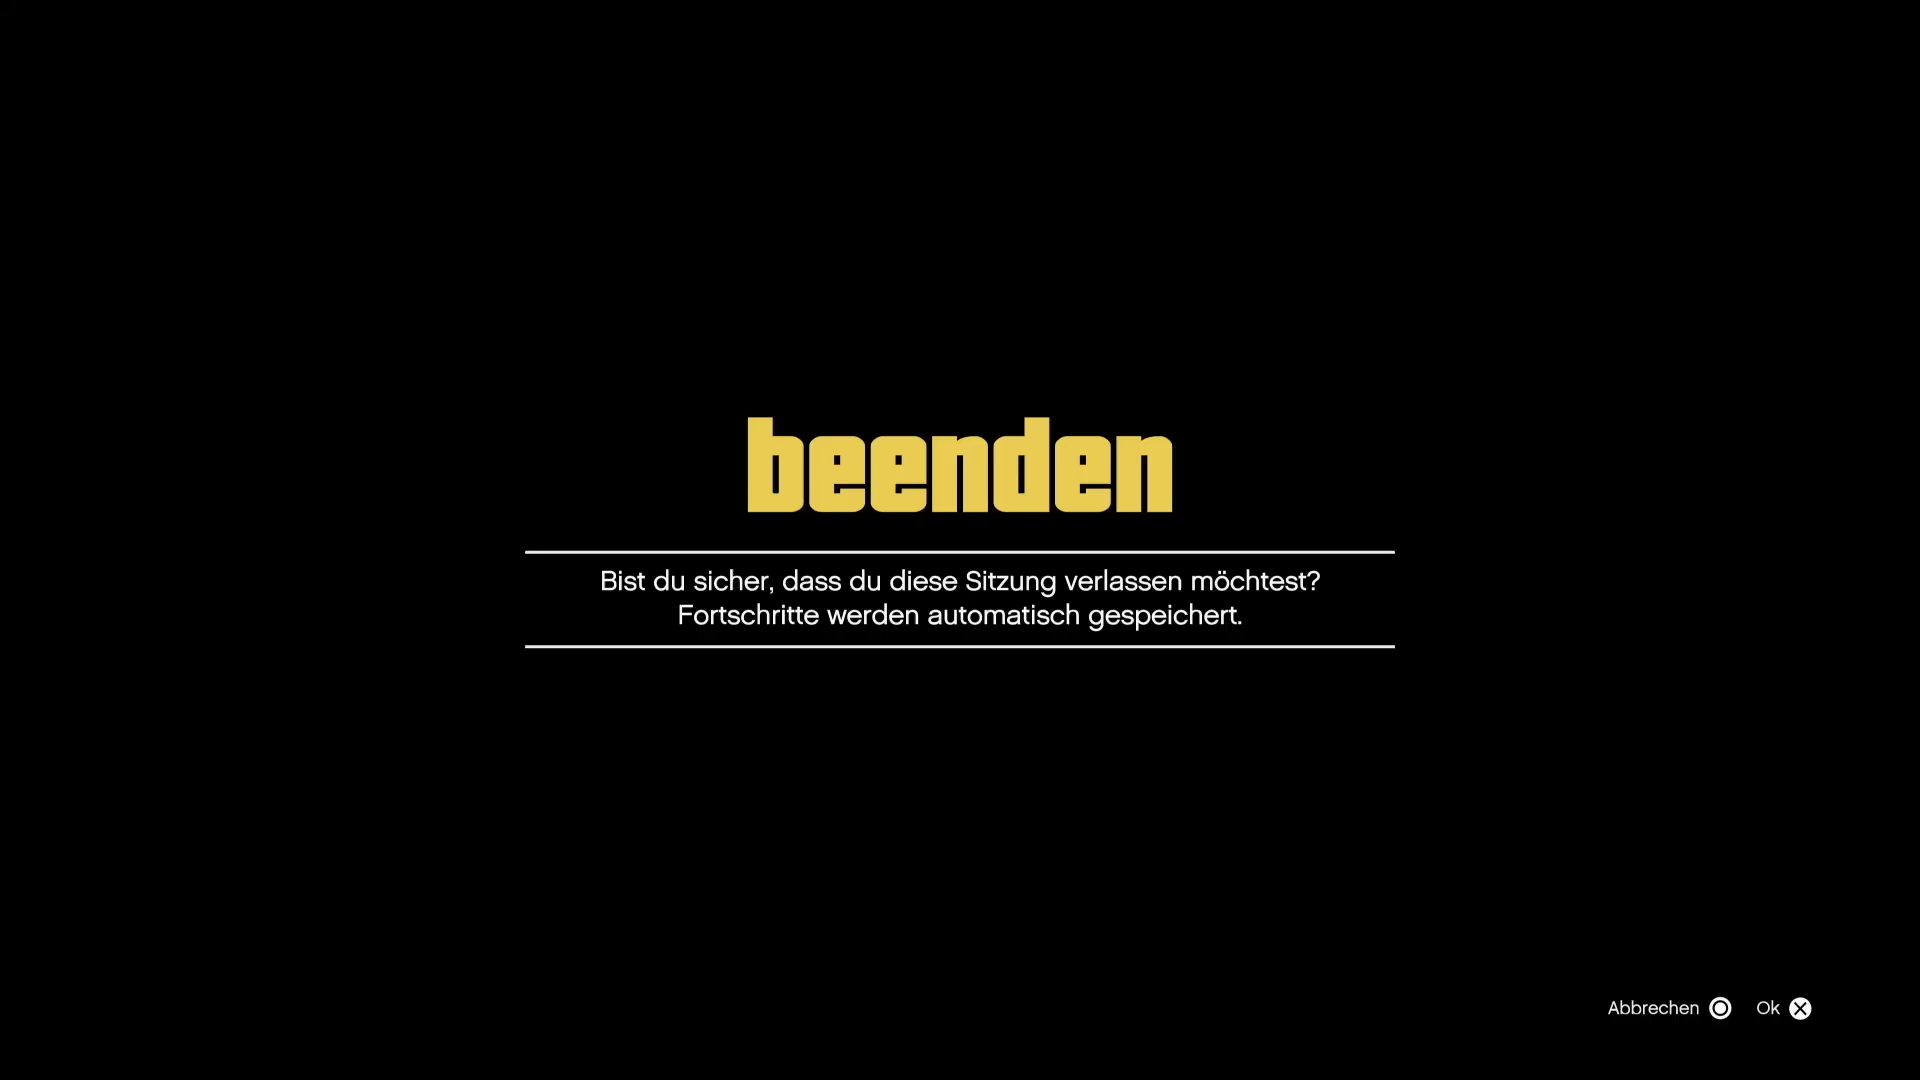 beenden
Bist du sicher, dass du diese Sitzung verlassen möchtest?
Fortschritte werden automatisch gespeichert.
Abbrechen Ok